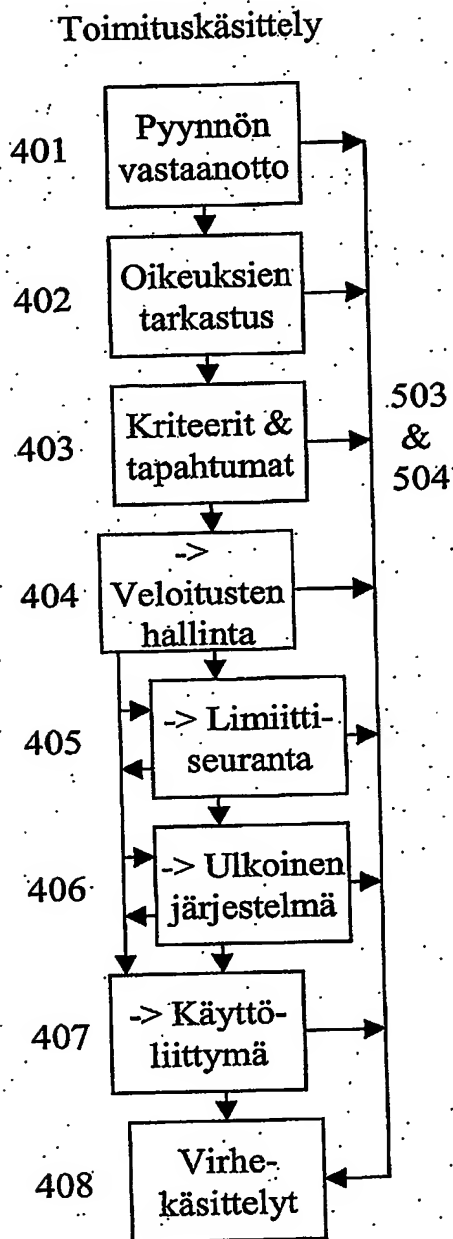 Toimituskäsittely
401
Pyynnön
vastaanotto
402
Oikeuksien
tarkastus
403
Kriteerit &
tapahtumat
503
&
504
404
->
Veloitusten
hallinta
405
-> Limiitti-
seuranta
406
-> Ulkoinen
järjestelmä
407
-> Käyttö-
liittymä
408
Virhe-
käsittelyt